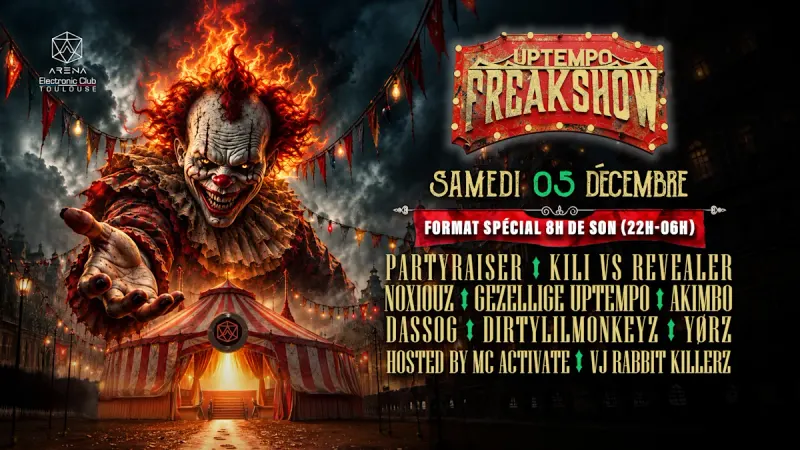 ARENA
Electronic Club
TOULOUSE
UPTEMPO
FREAKSHOW
SAMEDI 05 DÉCEMBRE
FORMAT SPÉCIAL 8H DE SON (22H-06H)
PARTYRAISER KILI VS REVEALER
NOXIOUZ GEZELLIGE UPTEMPO AKIMBO
DASSOG DIRTYLILMONKEYZ YØRZ
HOSTED BY MC ACTIVATE VJ RABBIT KILLERZ